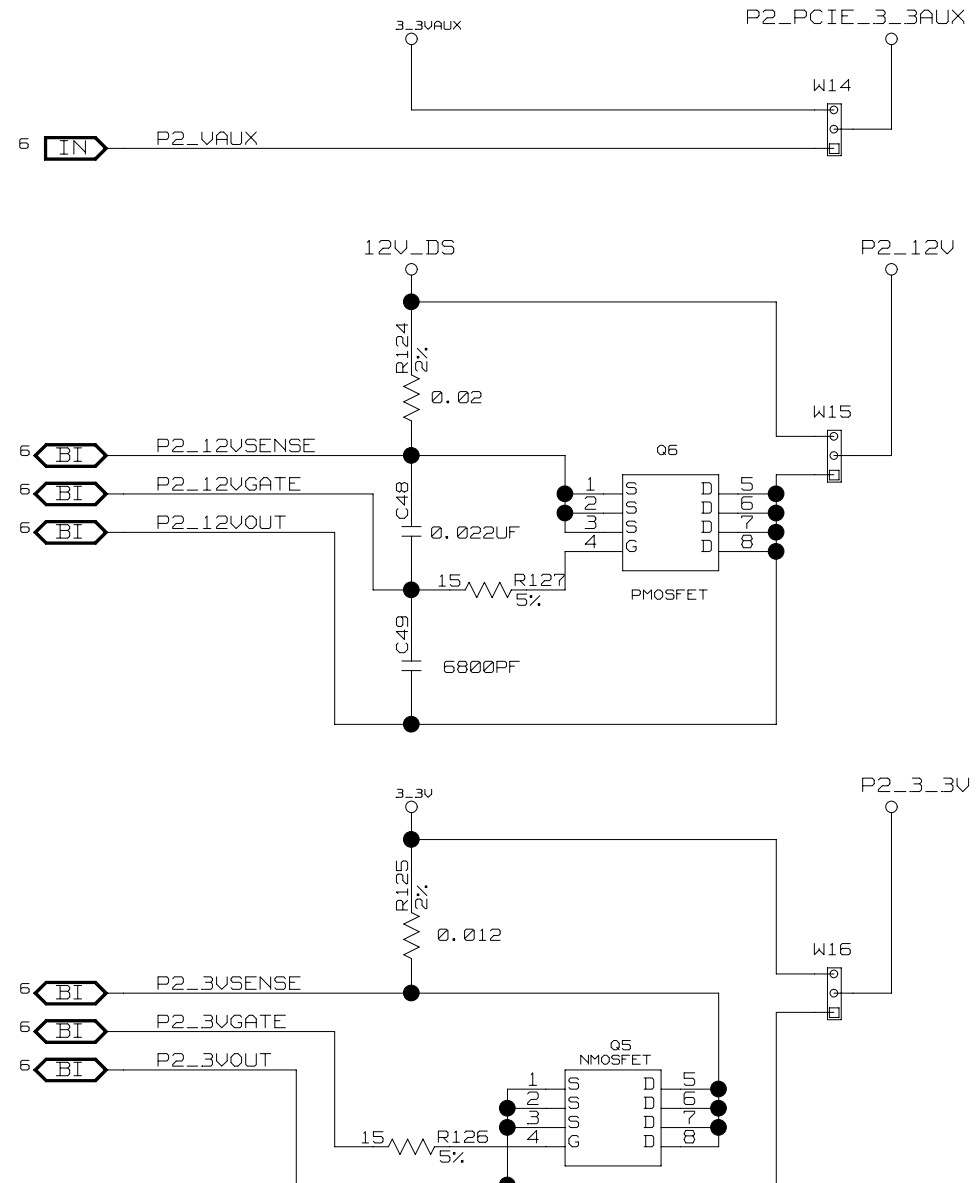 3_3VAUX
P2_PCIE_3_3AUX
W14
6 IN P2_VAUX
12V_DS
P2_12V
R124
2%
0.02
W15
6 BI P2_12VSENSE
Q6
6 BI P2_12VGATE
C48
1 S D 5
2 S D 6
6 BI P2_12VOUT
0.022UF
3 S D 7
4 G D 8
15 R127
5%
PMOSFET
C49
6800PF
3_3V
P2_3_3V
R125
2%
0.012
W16
6 BI P2_3VSENSE
6 BI P2_3VGATE
Q5
NMOSFET
6 BI P2_3VOUT
1 S D 5
2 S D 6
3 S D 7
15 R126 4 G D 8
5%